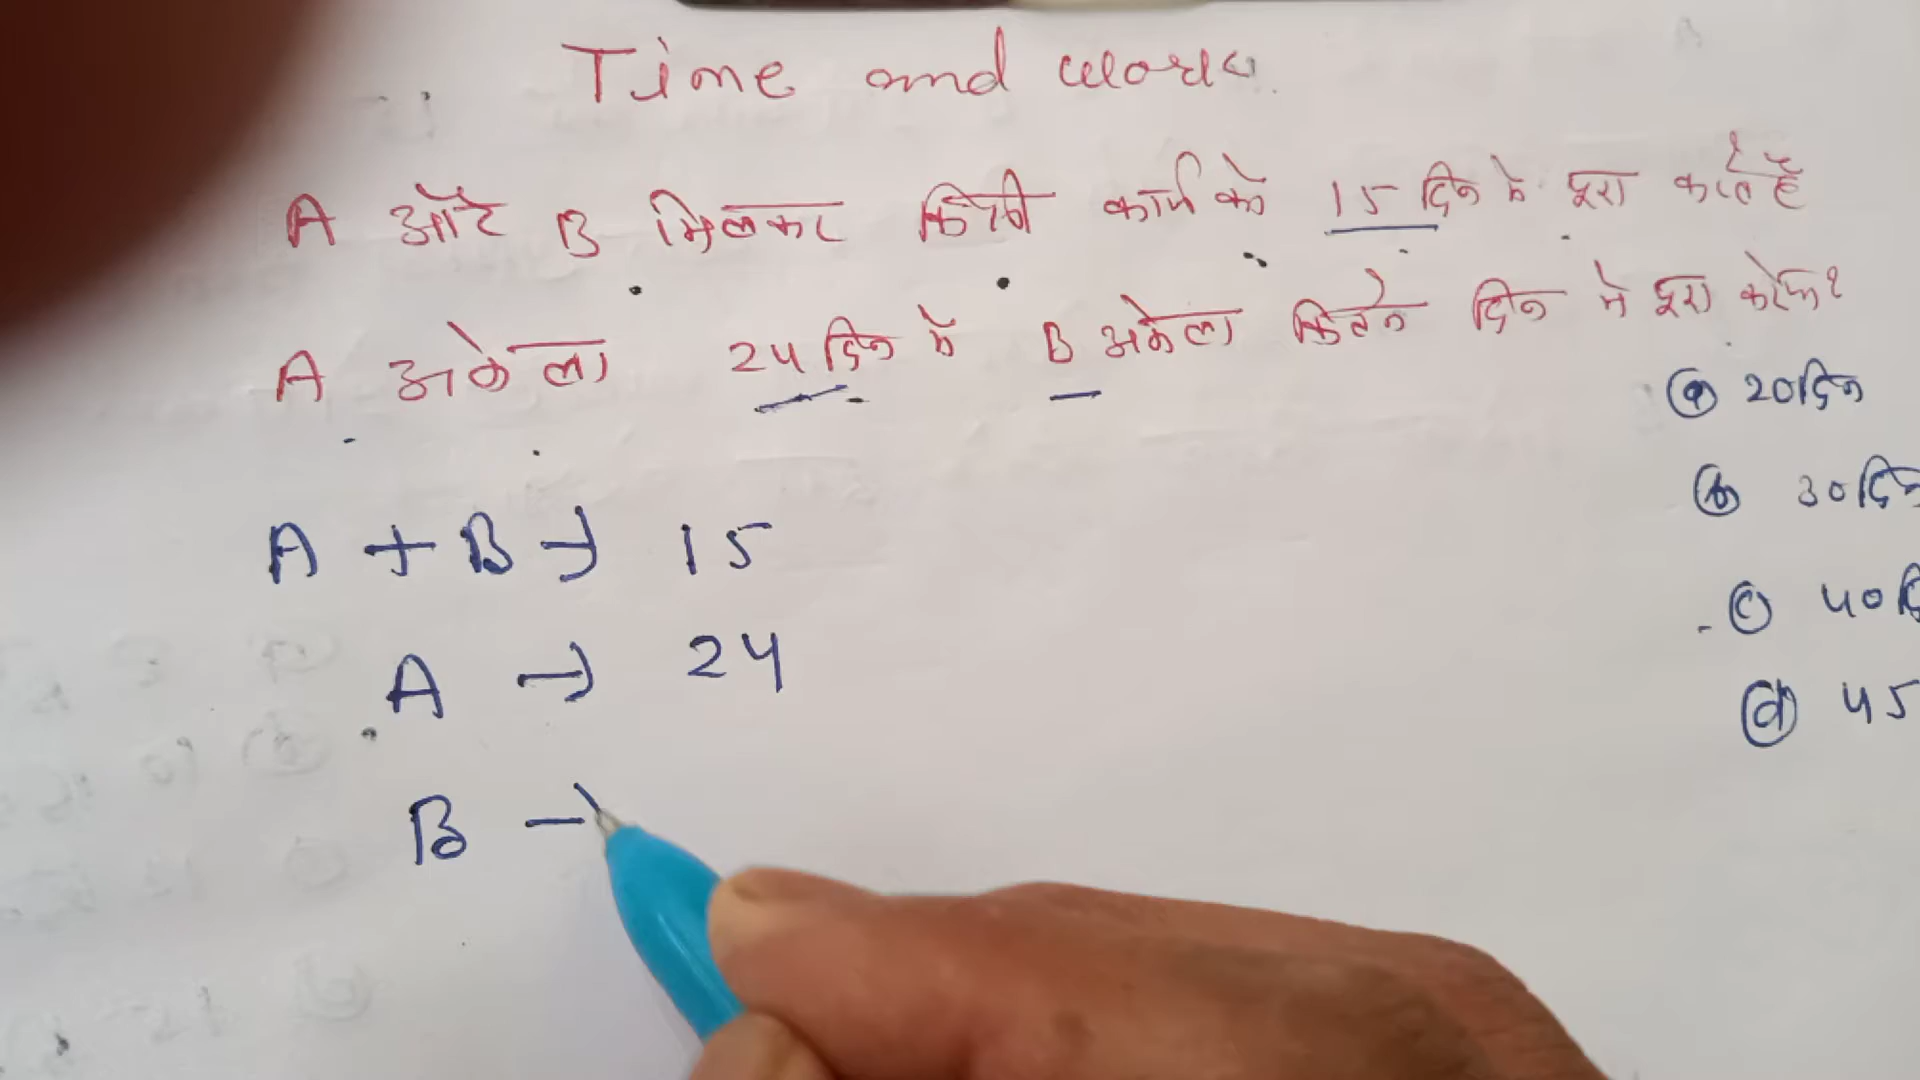 Time and work
A और B मिलकर किसी कार्य को 15 दिन में पूरा करते हैं
A अकेला 24 दिन में B अकेला कितने दिन में पूरा करेगा?
(a) 20 दिन
(b) 30 दिन
(c) 40 दि
(d) 45
A + B → 15
A → 24
B →